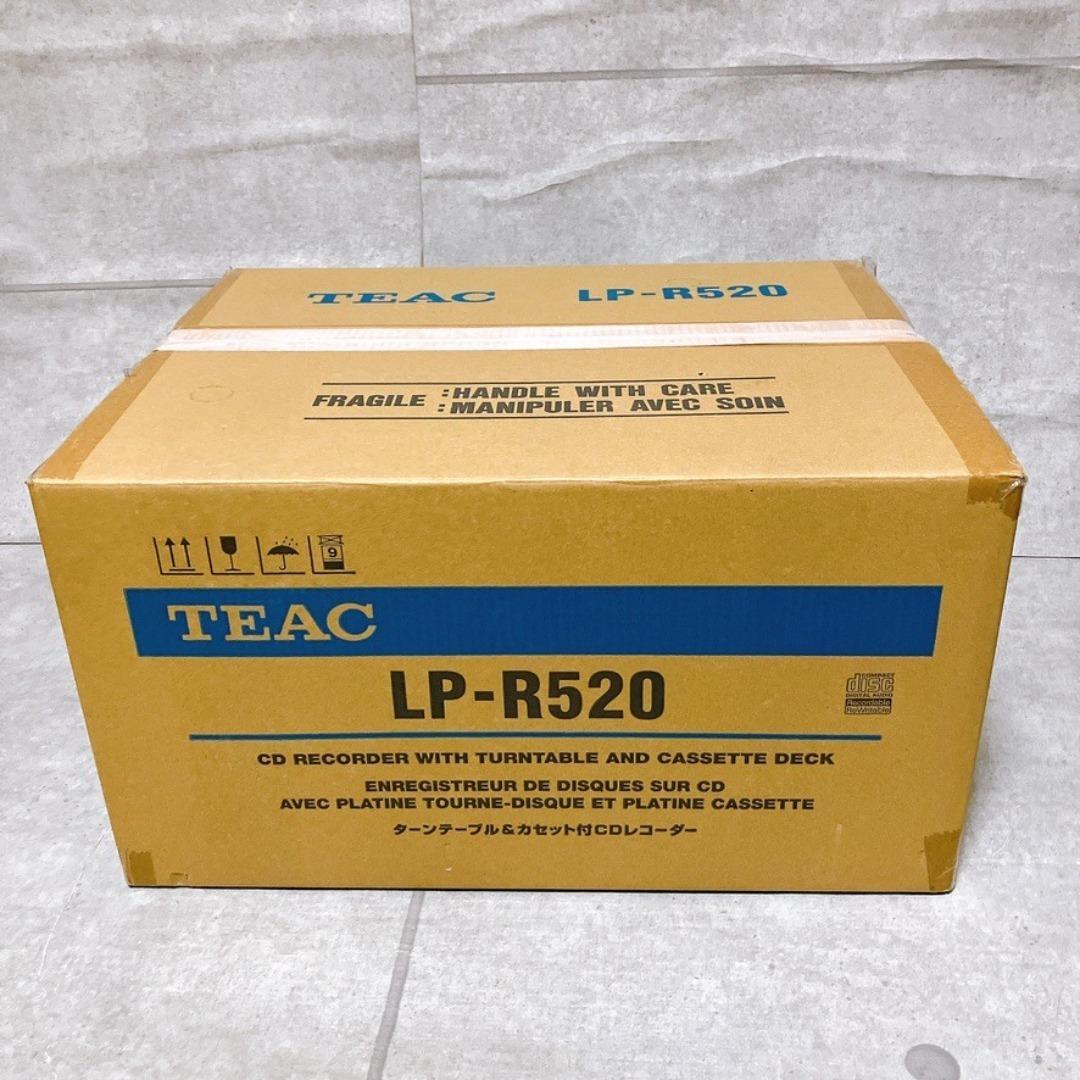 TEAC LP-R520
FRAGILE :HANDLE WITH CARE
:MANIPULER AVEC SOIN
9
TEAC
LP-R520
COMPACT
disc
DIGITAL AUDIO
Recordable
ReWritable
CD RECORDER WITH TURNTABLE AND CASSETTE DECK
ENREGISTREUR DE DISQUES SUR CD
AVEC PLATINE TOURNE-DISQUE ET PLATINE CASSETTE
ターンテーブル&カセット付CDレコーダー